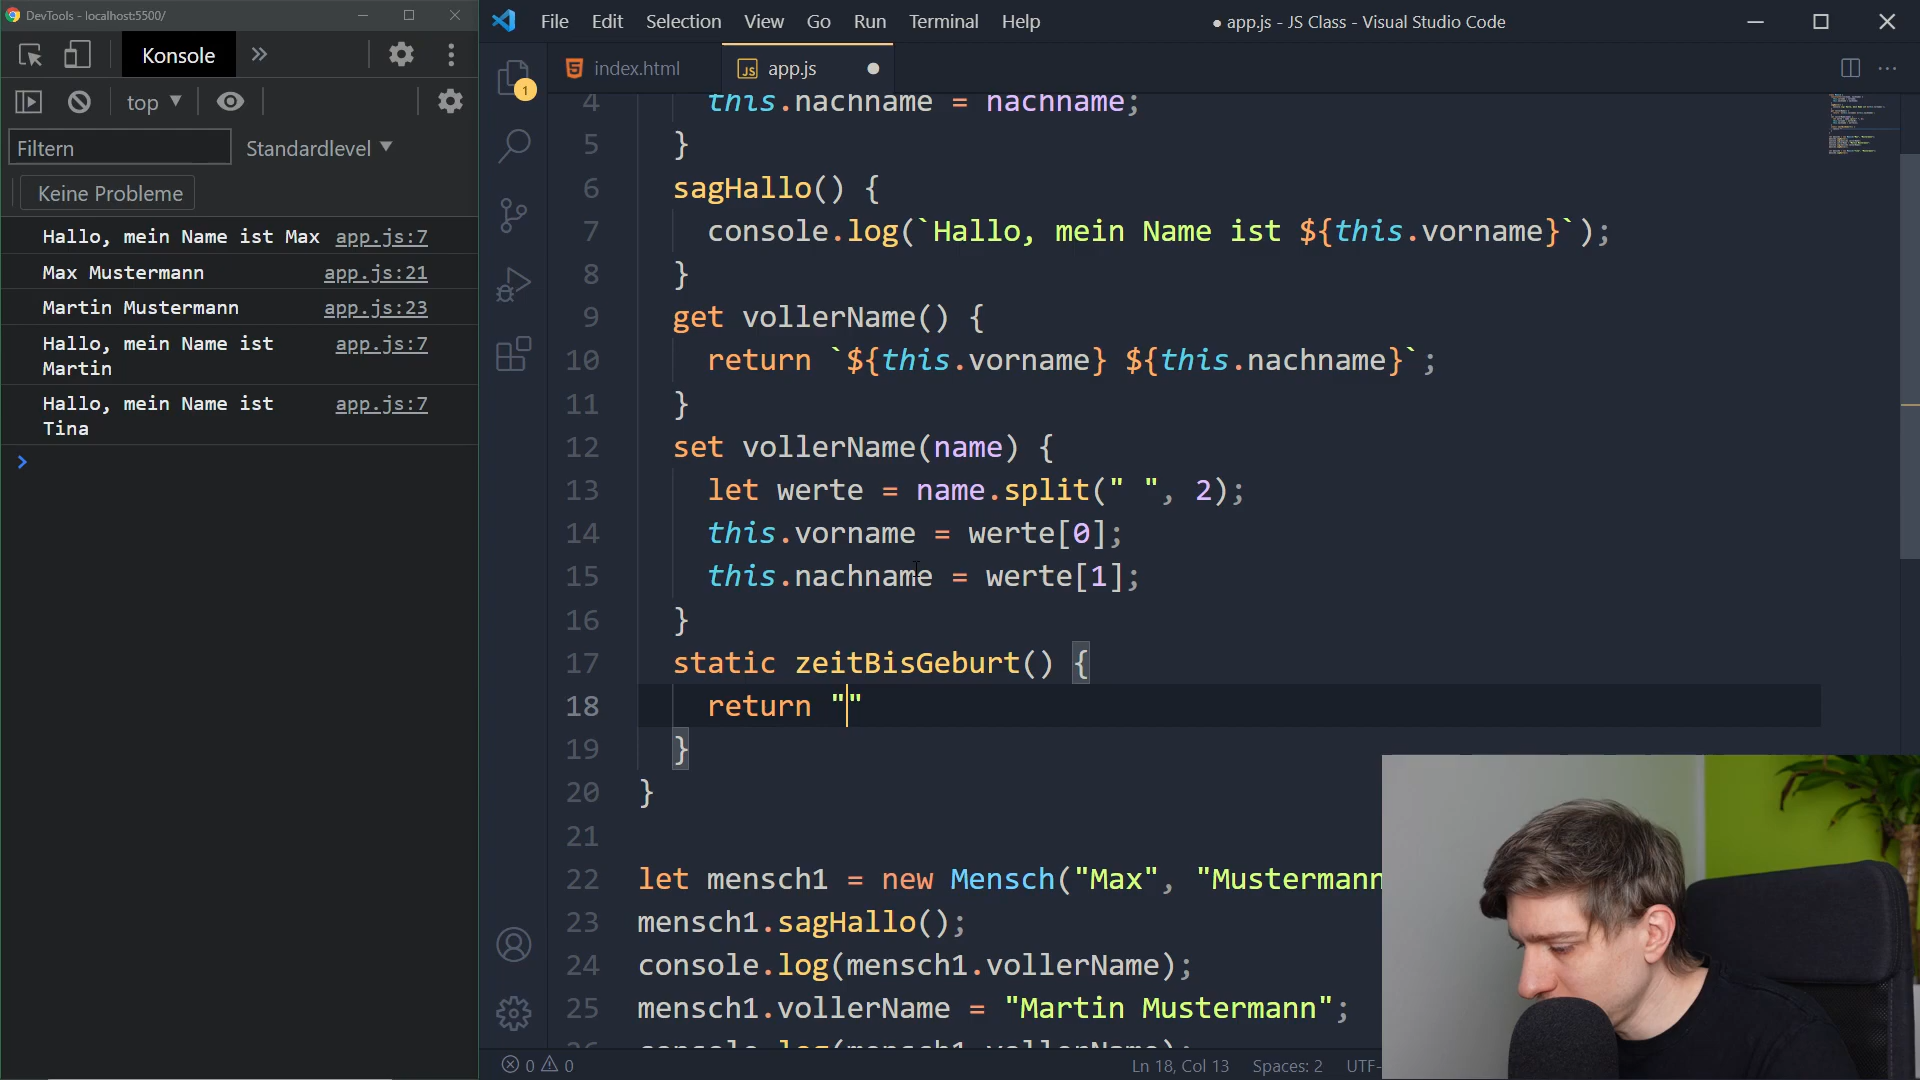 DevTools - localhost:5500/
Konsole
top
Filtern
Standardlevel
Keine Probleme
Hallo, mein Name ist Max app.js:7
Max Mustermann app.js:21
Martin Mustermann app.js:23
Hallo, mein Name ist app.js:7
Martin
Hallo, mein Name ist app.js:7
Tina
File Edit Selection View Go Run Terminal Help
● app.js - JS Class - Visual Studio Code
1
index.html
JS app.js
4 this.nachname = nachname;
5 }
6 sagHallo() {
7 console.log(`Hallo, mein Name ist ${this.vorname}`);
8 }
9 get vollerName() {
10 return `${this.vorname} ${this.nachname}`;
11 }
12 set vollerName(name) {
13 let werte = name.split(" ", 2);
14 this.vorname = werte[0];
15 this.nachname = werte[1];
16 }
17 static zeitBisGeburt() {
18 return ""
19 }
20 }
21
22 let mensch1 = new Mensch("Max", "Mustermann
23 mensch1.sagHallo();
24 console.log(mensch1.vollerName);
25 mensch1.vollerName = "Martin Mustermann";
26 console.log(mensch1.vollerName);
0 0
Ln 18, Col 13 Spaces: 2 UTF-